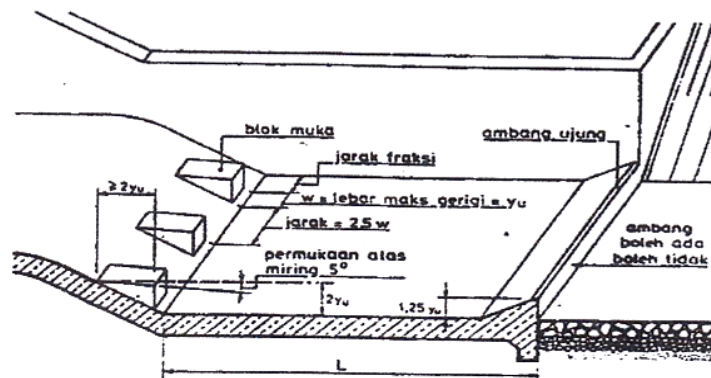 blok muka
ambang ujung
jarak fraksi
≥ 2yu
w = lebar maks gerigi = yu
jarak = 2,5 w
permukaan atas
miring 5°
ambang
boleh ada
boleh tidak
2yu
1,25 yu
L